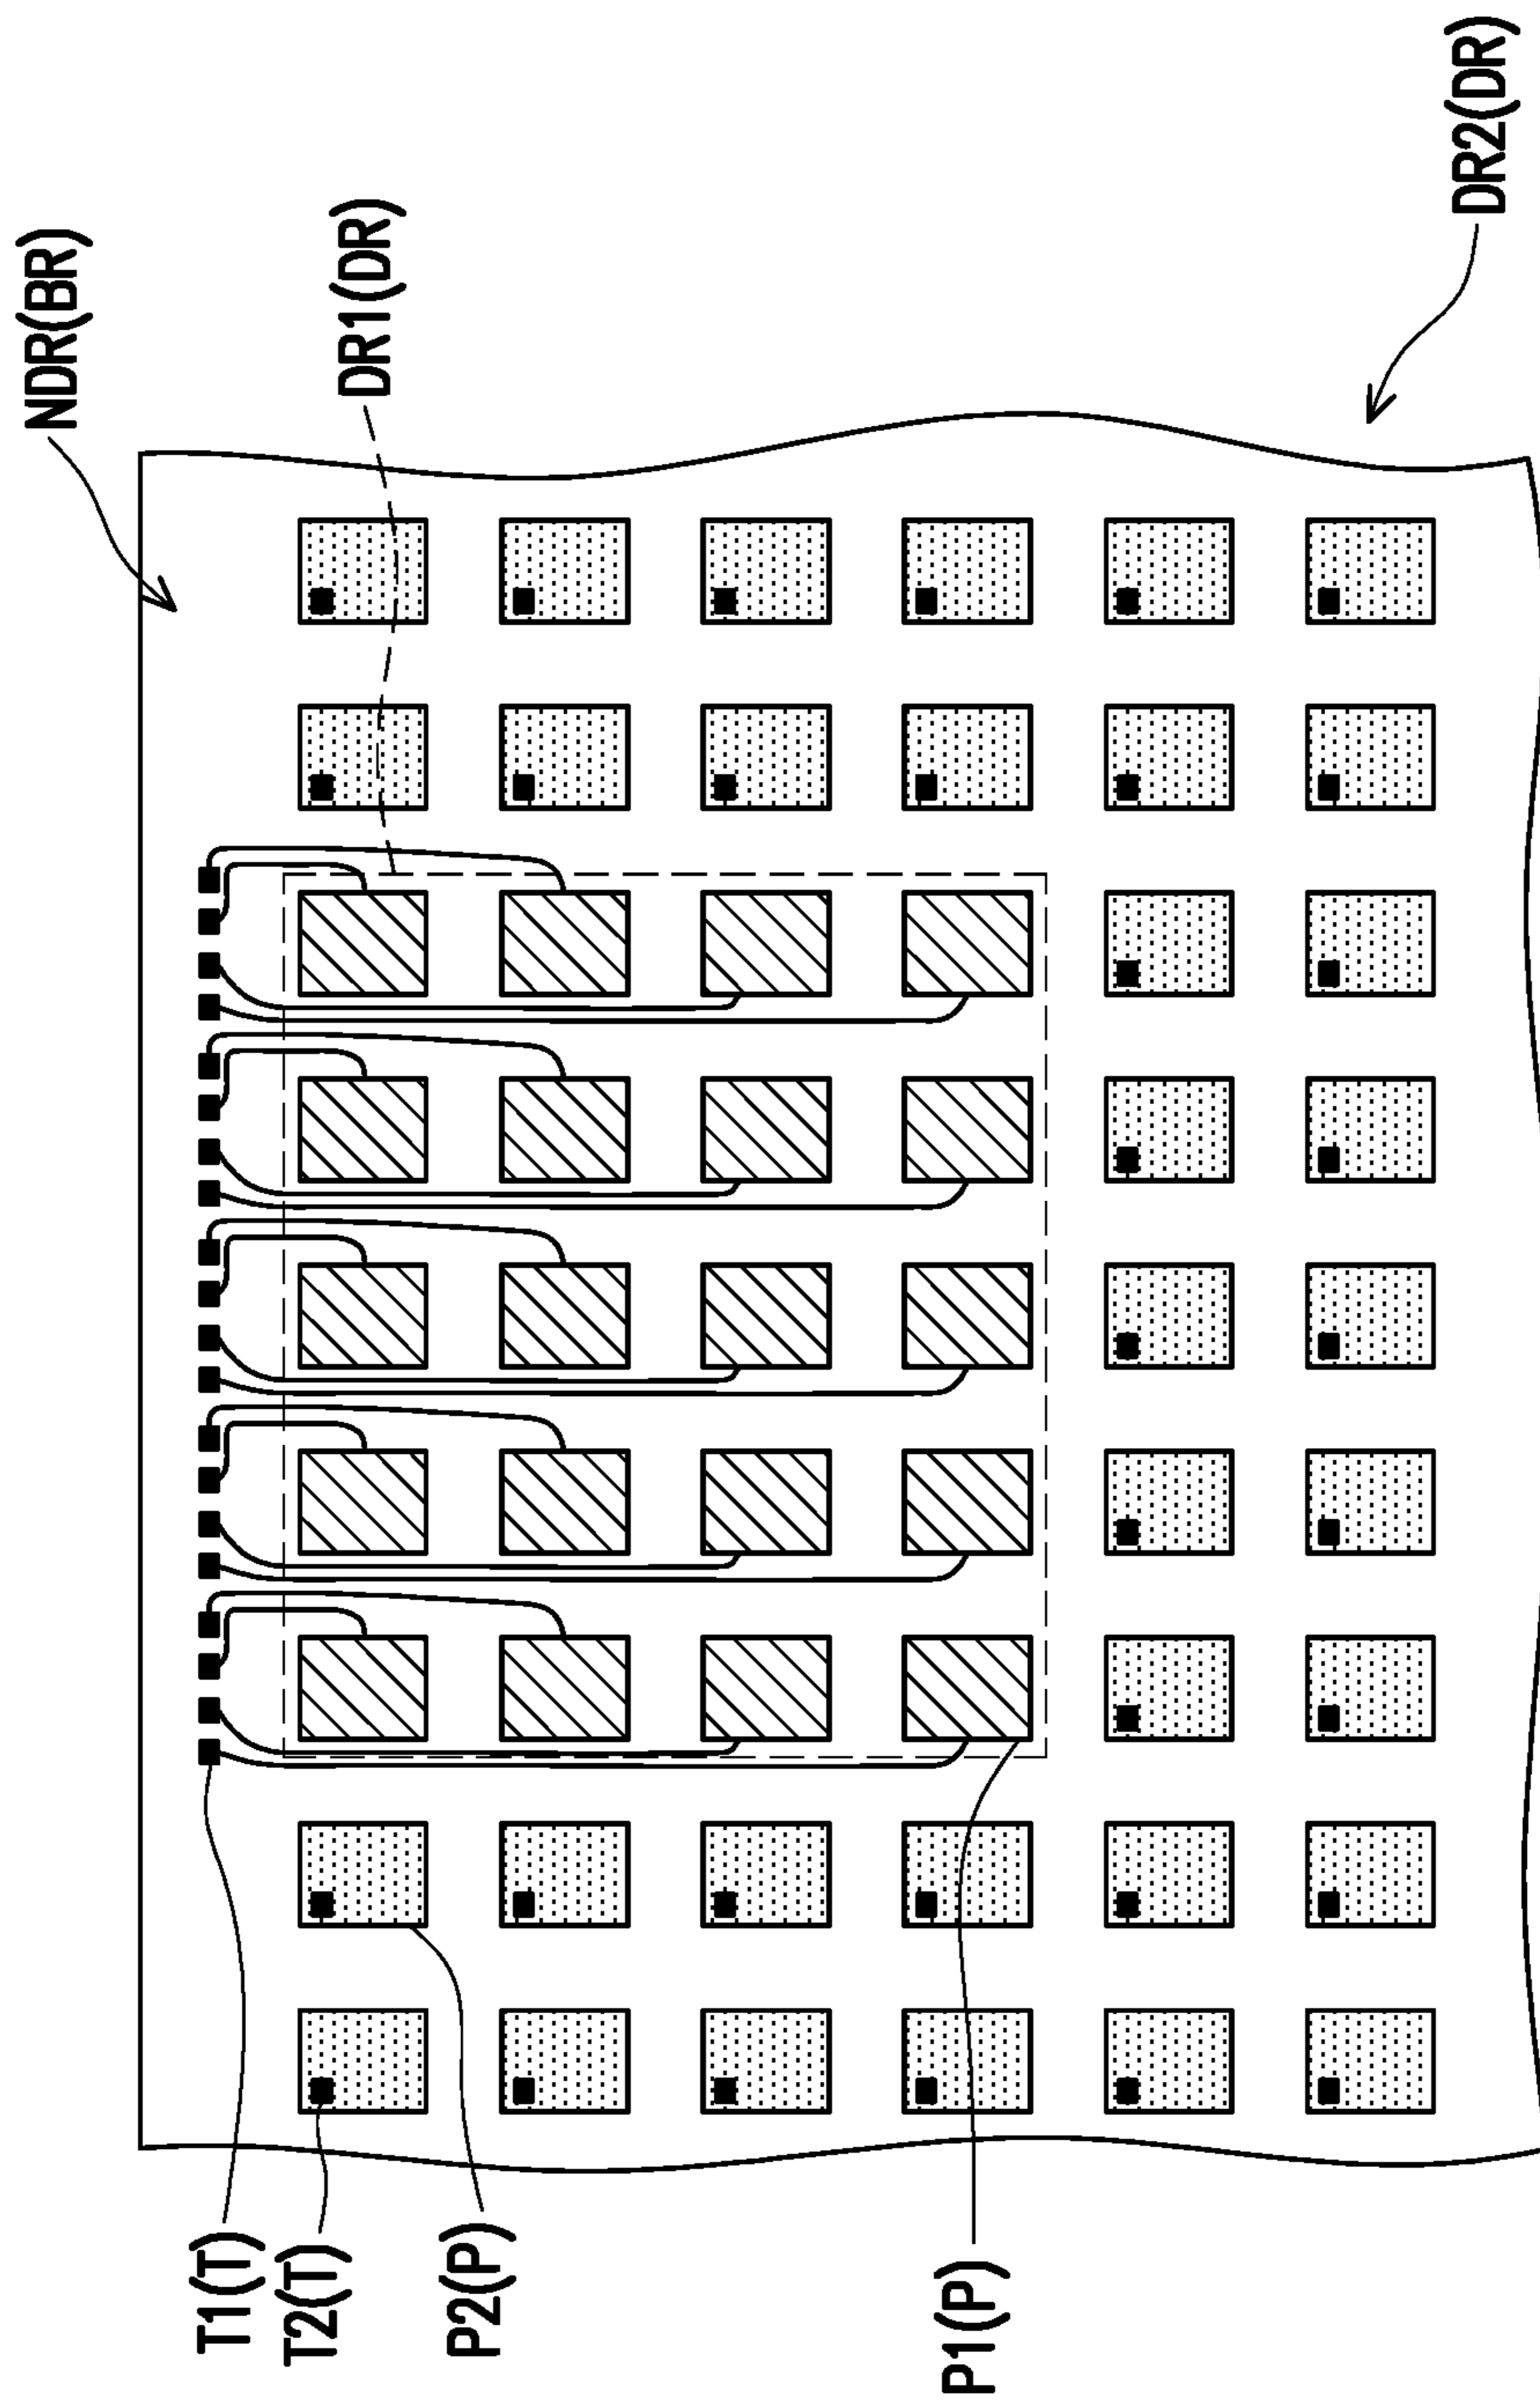 NDR(BR)
DR1(DR)
DR2(DR)
T1(T)
T2(T)
P2(P)
P1(P)